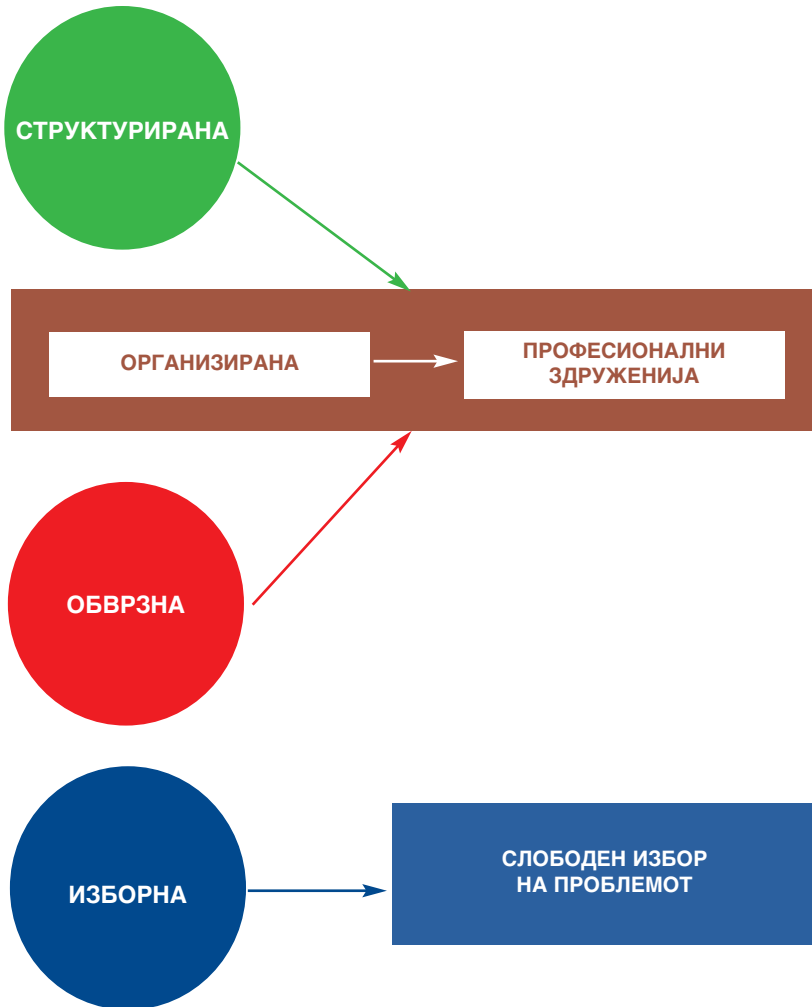 СТРУКТУРИРАНА
ОРГАНИЗИРАНА
ПРОФЕСИОНАЛНИ
ЗДРУЖЕНИЈА
ОБВРЗНА
ИЗБОРНА
СЛОБОДЕН ИЗБОР
НА ПРОБЛЕМОТ